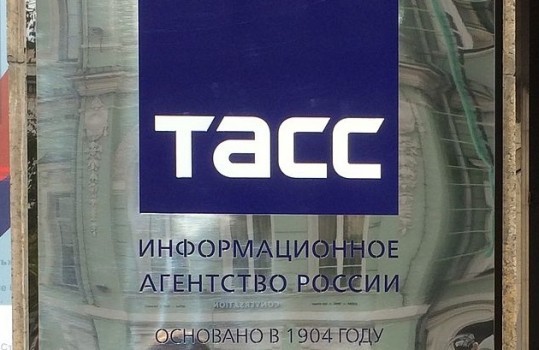 ТАСС
ИНФОРМАЦИОННОЕ
АГЕНТСТВО РОССИИ
ОСНОВАНО В 1904 ГОДУ